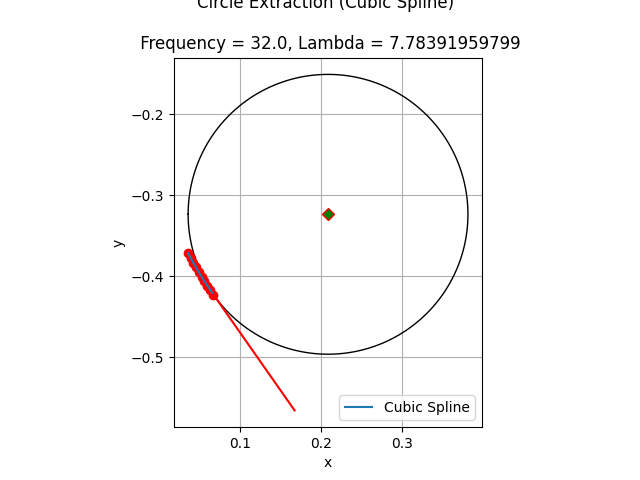 Circle Extraction (Cubic Spline)
Frequency = 32.0, Lambda = 7.78391959799
−0.2
−0.3
−0.4
−0.5
y
0.1
0.2
0.3
x
Cubic Spline